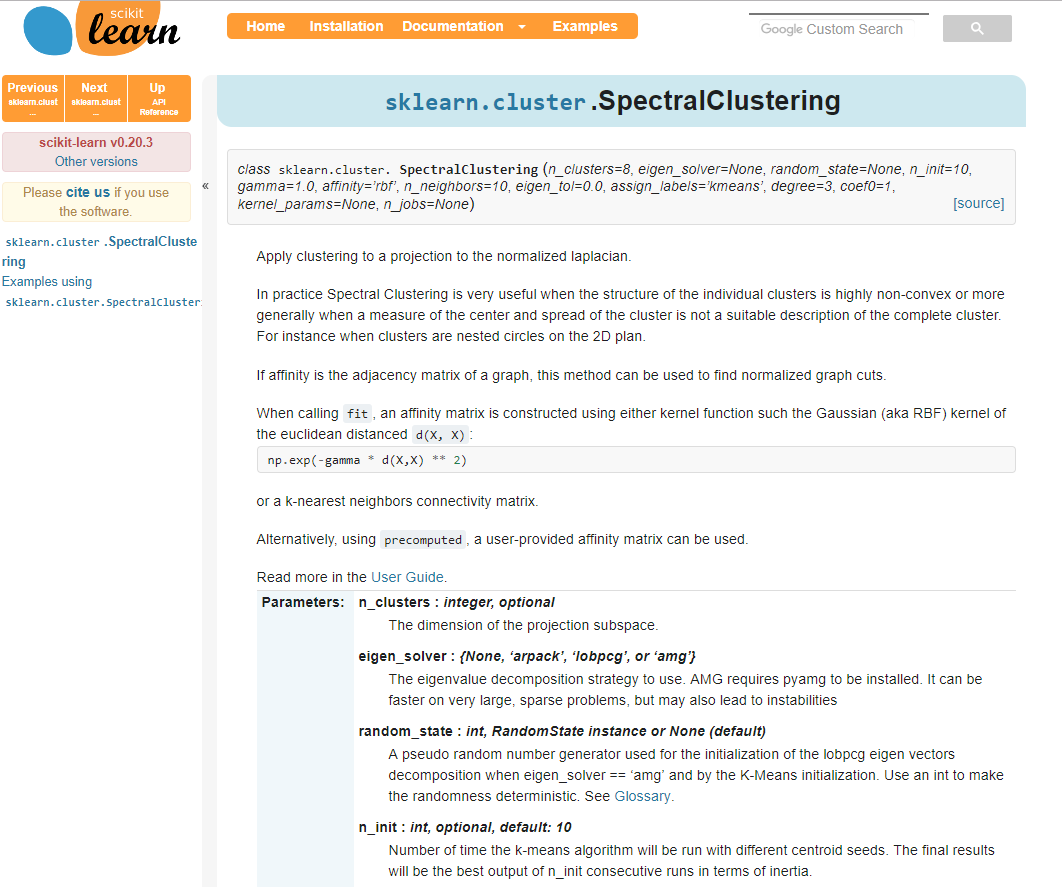 scikit
learn
Home Installation Documentation Examples
Google Custom Search
Previous
sklearn.clust
...
Next
sklearn.clust
...
Up
API
Reference
scikit-learn v0.20.3
Other versions
Please cite us if you use
the software.
sklearn.cluster.SpectralCluste
ring
Examples using
sklearn.cluster.SpectralCluster
«
sklearn.cluster.SpectralClustering
class sklearn.cluster. SpectralClustering (n_clusters=8, eigen_solver=None, random_state=None, n_init=10,
gamma=1.0, affinity=’rbf’, n_neighbors=10, eigen_tol=0.0, assign_labels=’kmeans’, degree=3, coef0=1,
kernel_params=None, n_jobs=None) [source]
Apply clustering to a projection to the normalized laplacian.
In practice Spectral Clustering is very useful when the structure of the individual clusters is highly non-convex or more
generally when a measure of the center and spread of the cluster is not a suitable description of the complete cluster.
For instance when clusters are nested circles on the 2D plan.
If affinity is the adjacency matrix of a graph, this method can be used to find normalized graph cuts.
When calling fit, an affinity matrix is constructed using either kernel function such the Gaussian (aka RBF) kernel of
the euclidean distanced d(X, X):
np.exp(-gamma * d(X,X) ** 2)
or a k-nearest neighbors connectivity matrix.
Alternatively, using precomputed, a user-provided affinity matrix can be used.
Read more in the User Guide.
Parameters: n_clusters : integer, optional
The dimension of the projection subspace.
eigen_solver : {None, ‘arpack’, ‘lobpcg’, or ‘amg’}
The eigenvalue decomposition strategy to use. AMG requires pyamg to be installed. It can be
faster on very large, sparse problems, but may also lead to instabilities
random_state : int, RandomState instance or None (default)
A pseudo random number generator used for the initialization of the lobpcg eigen vectors
decomposition when eigen_solver == ‘amg’ and by the K-Means initialization. Use an int to make
the randomness deterministic. See Glossary.
n_init : int, optional, default: 10
Number of time the k-means algorithm will be run with different centroid seeds. The final results
will be the best output of n_init consecutive runs in terms of inertia.